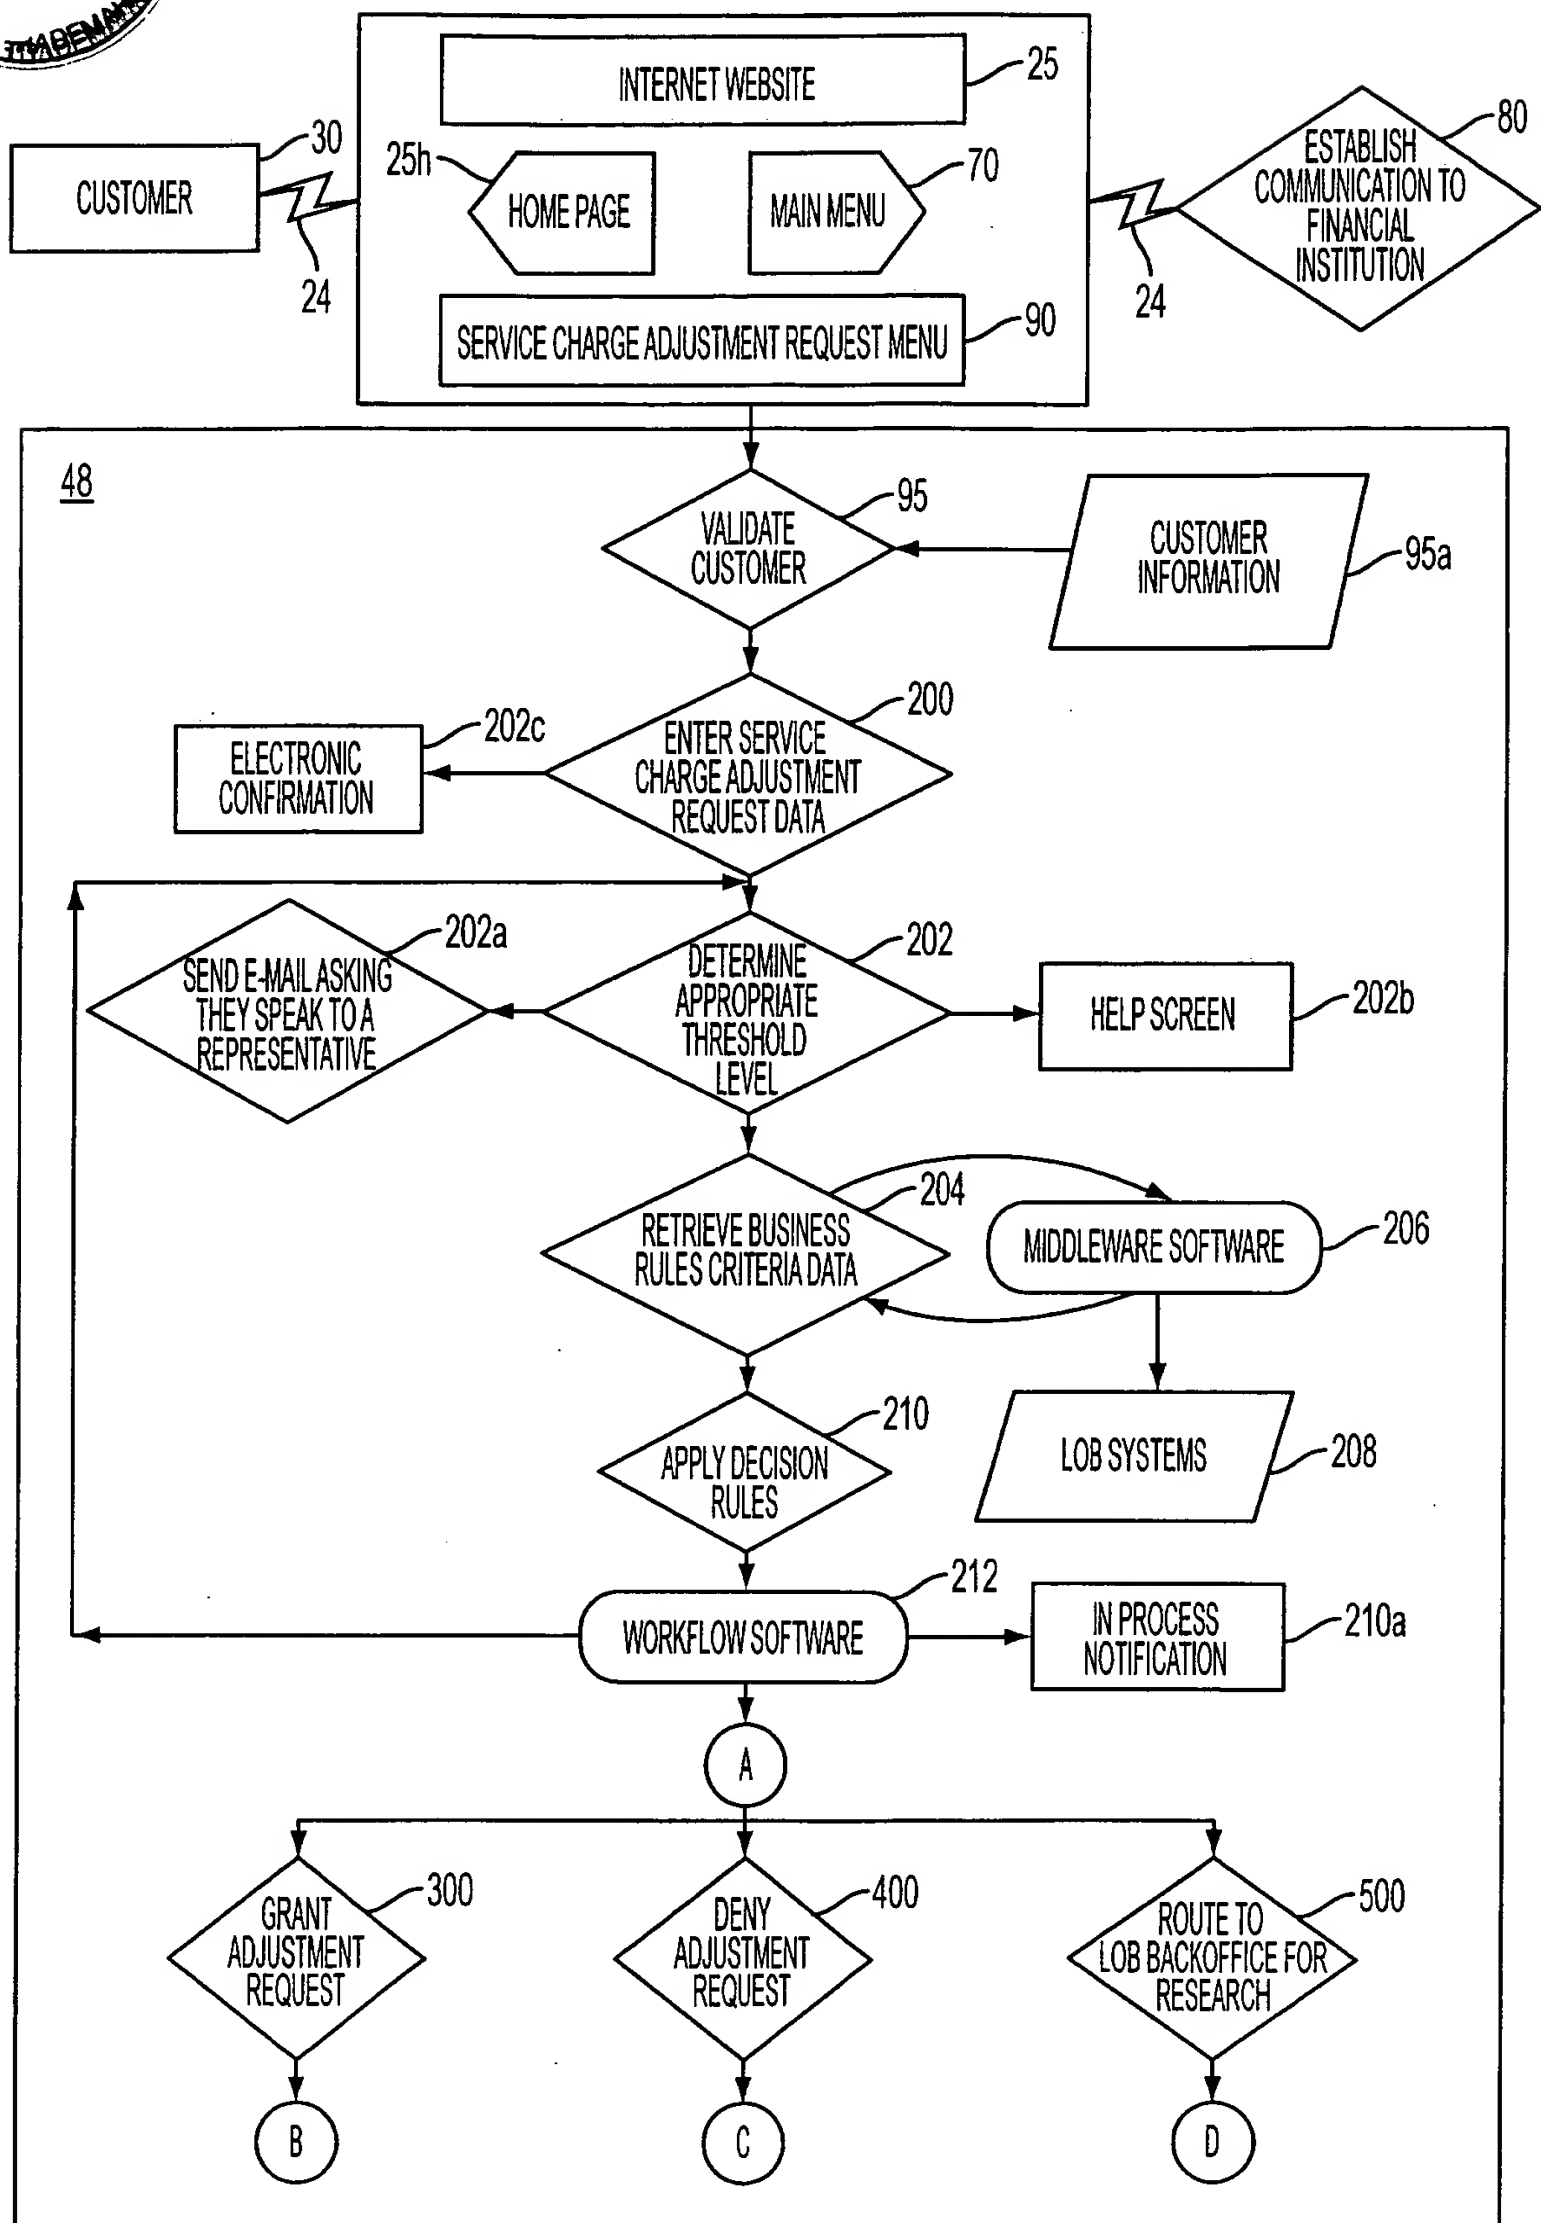 TRADEMARK
INTERNET WEBSITE
25
80
30
25h
70
ESTABLISH
COMMUNICATION TO
FINANCIAL
INSTITUTION
CUSTOMER
HOME PAGE
MAIN MENU
24
24
90
SERVICE CHARGE ADJUSTMENT REQUEST MENU
48
95
VALIDATE
CUSTOMER
CUSTOMER
INFORMATION
95a
200
202c
ENTER SERVICE
CHARGE ADJUSTMENT
REQUEST DATA
ELECTRONIC
CONFIRMATION
202a
202
SEND E-MAIL ASKING
THEY SPEAK TO A
REPRESENTATIVE
DETERMINE
APPROPRIATE
THRESHOLD
LEVEL
HELP SCREEN
202b
204
RETRIEVE BUSINESS
RULES CRITERIA DATA
MIDDLEWARE SOFTWARE
206
210
APPLY DECISION
RULES
LOB SYSTEMS
208
212
WORKFLOW SOFTWARE
IN PROCESS
NOTIFICATION
210a
A
300
GRANT
ADJUSTMENT
REQUEST
400
DENY
ADJUSTMENT
REQUEST
500
ROUTE TO
LOB BACKOFFICE FOR
RESEARCH
B
C
D